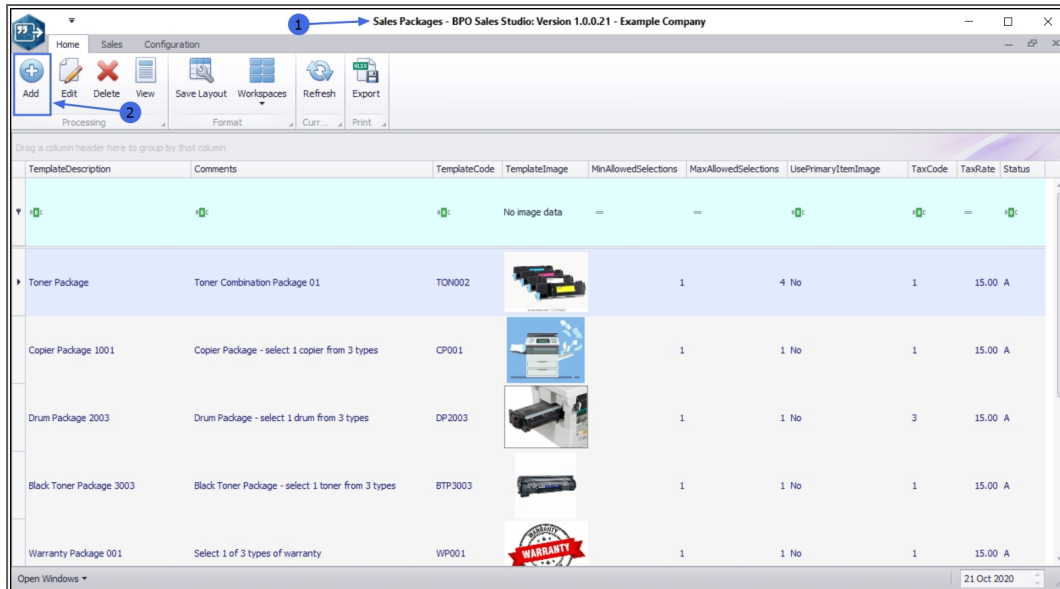 1
Sales Packages - BPO Sales Studio: Version 1.0.0.21 - Example Company
Home Sales Configuration
Add Edit Delete View Save Layout Workspaces Refresh XLSX Export
2
Processing Format Curr... Print
Drag a column header here to group by that column
TemplateDescription Comments TemplateCode TemplateImage MinAllowedSelections MaxAllowedSelections UsePrimaryItemImage TaxCode TaxRate Status
No image data = = =
Toner Package Toner Combination Package 01 TON002 1 4 No 1 15.00 A
Copier Package 1001 Copier Package - select 1 copier from 3 types CP001 1 1 No 1 15.00 A
Drum Package 2003 Drum Package - select 1 drum from 3 types DP2003 1 1 No 3 15.00 A
Black Toner Package 3003 Black Toner Package - select 1 toner from 3 types BTP3003 1 1 No 1 15.00 A
Warranty Package 001 Select 1 of 3 types of warranty WP001 WARRANTY WARRANTY 1 1 No 1 15.00 A
Open Windows 21 Oct 2020